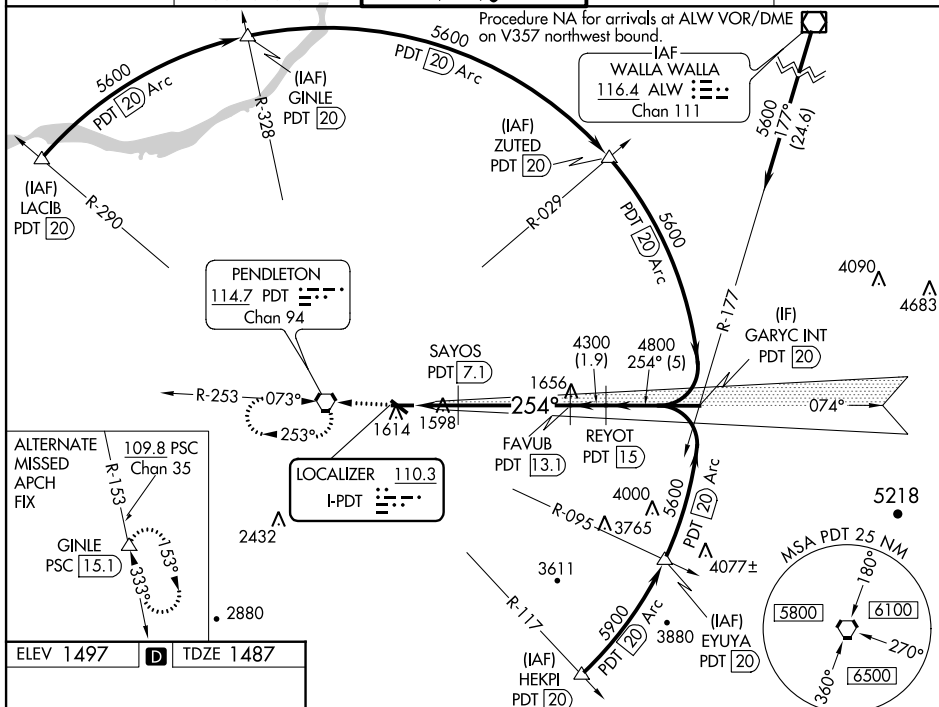 Procedure NA for arrivals at ALW VOR/DME
on V357 northwest bound.
IAF
WALLA WALLA
116.4 ALW
Chan 111
5600
177°
(24.6)
5600
PDT 20 Arc
5600
PDT 20 Arc
(IAF)
GINLE
PDT 20
R-328
(IAF)
ZUTED
PDT 20
R-029
(IAF)
LACIB
PDT 20
R-290
5600
PDT 20 Arc
4090
4683
PENDLETON
114.7 PDT
Chan 94
R-177
(IF)
GARYC INT
PDT 20
SAYOS
PDT 7.1
4300
(1.9)
4800
254° (5)
1656
R-253
073°
253°
254°
074°
1614
1598
FAVUB
PDT 13.1
REYOT
PDT 15
LOCALIZER 110.3
I-PDT
ALTERNATE
MISSED
APCH
FIX
109.8 PSC
Chan 35
R-153
GINLE
PSC 15.1
153°
333°
2432
2880
R-095
4000
3765
5600
PDT 20 Arc
4077±
5218
3611
R-117
5900
PDT 20 Arc
3880
(IAF)
EYUYA
PDT 20
(IAF)
HEKPI
PDT 20
MSA PDT 25 NM
180°
5800
6100
270°
360°
6500
ELEV 1497 D TDZE 1487